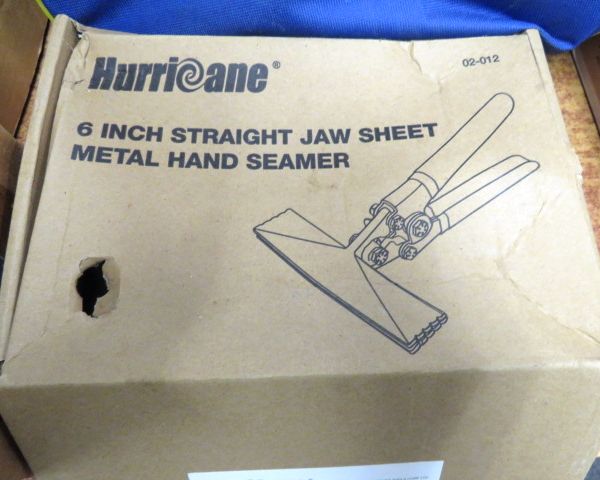 Hurricane®
02-012
6 INCH STRAIGHT JAW SHEET
METAL HAND SEAMER